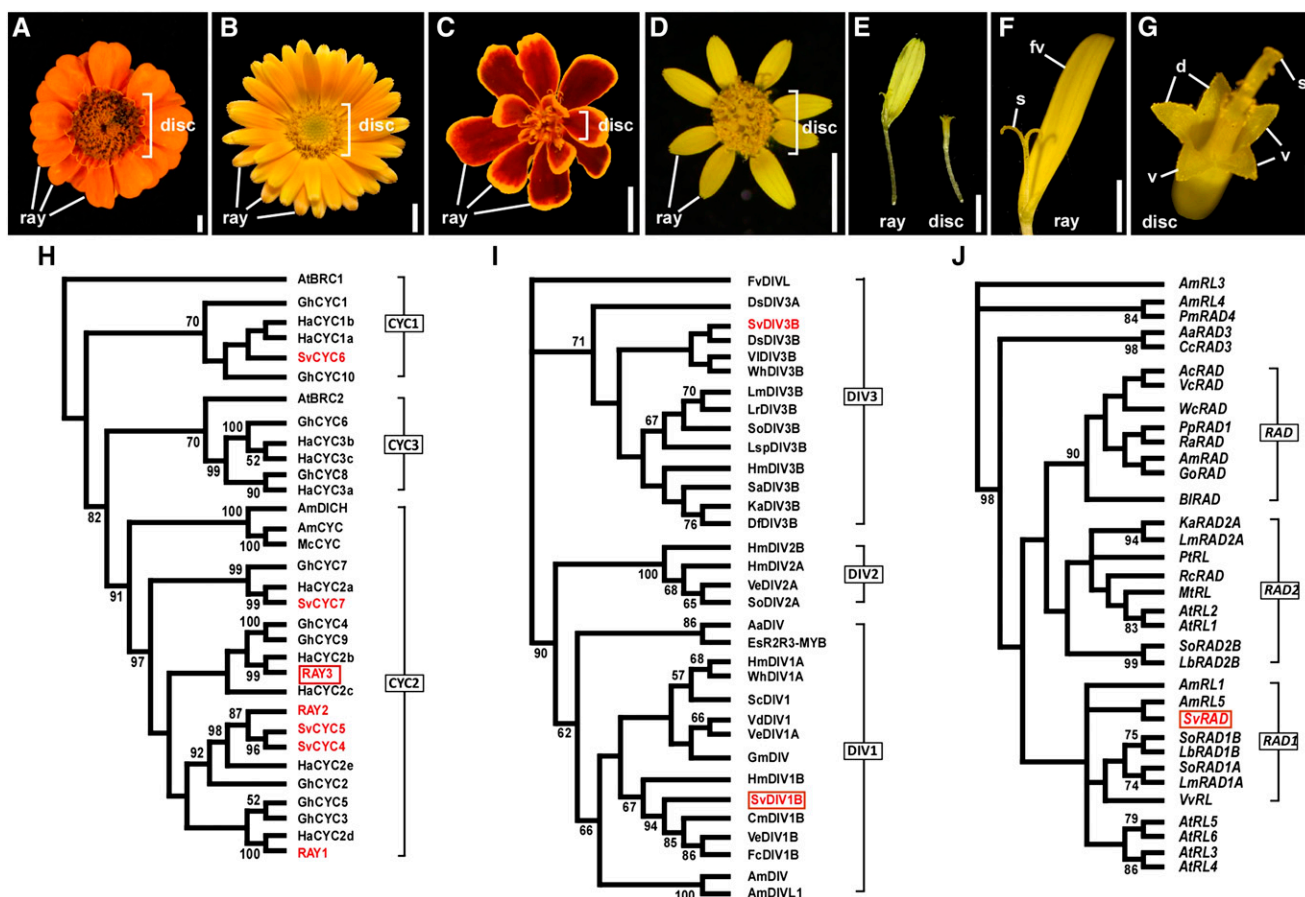 A
disc
ray
B
disc
ray
C
disc
ray
D
disc
ray
E
ray disc
F
fv
s
ray
G
d
s
v
v
disc
H
AtBRC1
GhCYC1
HaCYC1b
HaCYC1a
SvCYC6
GhCYC10
AtBRC2
GhCYC6
HaCYC3b
HaCYC3c
GhCYC8
HaCYC3a
AmDICH
AmCYC
McCYC
GhCYC7
HaCYC2a
SvCYC7
GhCYC4
GhCYC9
HaCYC2b
RAY3
HaCYC2c
RAY2
SvCYC5
SvCYC4
HaCYC2e
GhCYC2
GhCYC5
GhCYC3
HaCYC2d
RAY1
CYC1
CYC3
CYC2
70
100
70
52
99
90
82
100
100
91
99
99
97
100
99
87
98
96
92
52
100
I
FvDIVL
DsDIV3A
SvDIV3B
DsDIV3B
VlDIV3B
WhDIV3B
LmDIV3B
LrDIV3B
SoDIV3B
LspDIV3B
HmDIV3B
SaDIV3B
KaDIV3B
DfDIV3B
HmDIV2B
HmDIV2A
VeDIV2A
SoDIV2A
AaDIV
EsR2R3-MYB
HmDIV1A
WhDIV1A
ScDIV1
VdDIV1
VeDIV1A
GmDIV
HmDIV1B
SvDIV1B
CmDIV1B
VeDIV1B
FcDIV1B
AmDIV
AmDIVL1
DIV3
DIV2
DIV1
71
70
67
76
100
68
65
90
86
68
57
66
62
67
94
85
86
66
100
J
AmRL3
AmRL4
PmRAD4
AaRAD3
CcRAD3
AcRAD
VcRAD
WcRAD
PpRAD1
RaRAD
AmRAD
GoRAD
BlRAD
KaRAD2A
LmRAD2A
PtRL
RcRAD
MtRL
AtRL2
AtRL1
SoRAD2B
LbRAD2B
AmRL1
AmRL5
SvRAD
SoRAD1B
LbRAD1B
SoRAD1A
LmRAD1A
VvRL
AtRL5
AtRL6
AtRL3
AtRL4
RAD
RAD2
RAD1
84
98
90
98
94
83
99
75
74
79
86